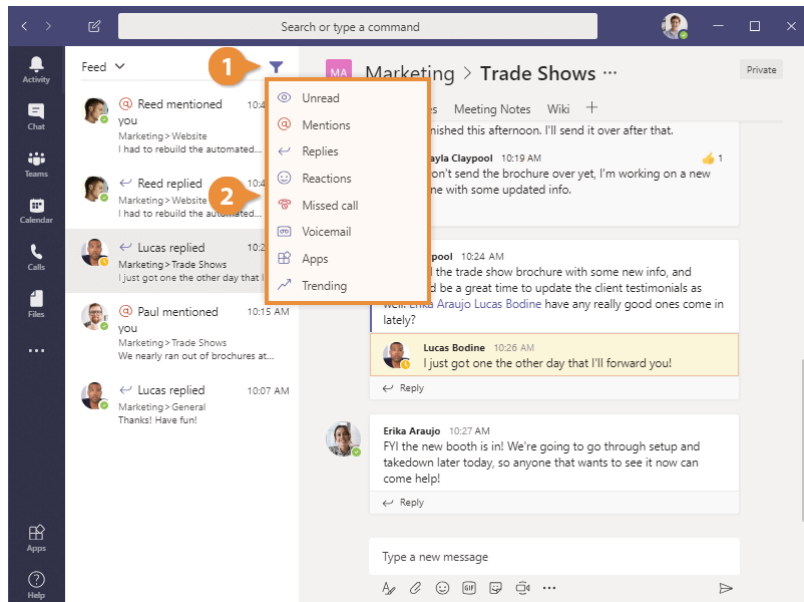 Search or type a command
Activity
Chat
Teams
Calendar
Calls
Files
Apps
Help
Feed
1
Reed mentioned 10:4
you
Marketing > Website
I had to rebuild the automated...
Reed replied 10:4
Marketing > Website
I had to rebuild the automated...
Lucas replied 10:2
Marketing > Trade Shows
I just got one the other day that I
Paul mentioned 10:15 AM
you
Marketing > Trade Shows
We nearly ran out of brochures at...
Lucas replied 10:07 AM
Marketing > General
Thanks! Have fun!
2
Unread
Mentions
Replies
Reactions
Missed call
Voicemail
Apps
Trending
MA
Marketing > Trade Shows ...
Private
es Meeting Notes Wiki +
nished this afternoon. I'll send it over after that.
ayla Claypool 10:19 AM
1
on't send the brochure over yet, I'm working on a new
ne with some updated info.
pool 10:24 AM
the trade show brochure with some new info, and
d be a great time to update the client testimonials as
well. Erika Araujo Lucas Bodine have any really good ones come in
lately?
Lucas Bodine 10:26 AM
I just got one the other day that I'll forward you!
Reply
Erika Araujo 10:27 AM
FYI the new booth is in! We're going to go through setup and
takedown later today, so anyone that wants to see it now can
come help!
Reply
Type a new message
GIF